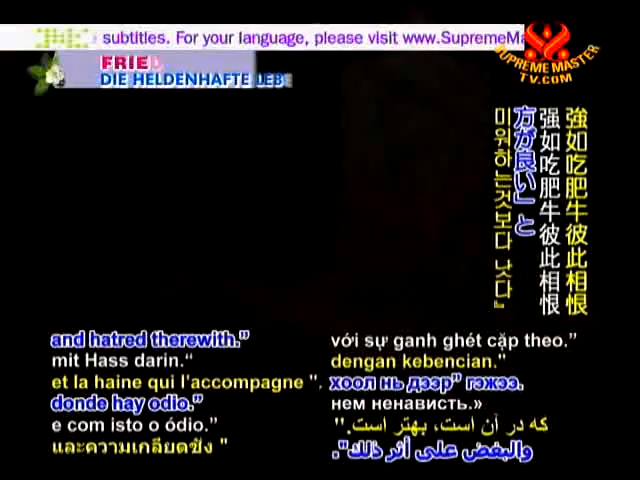 subtitles. For your language, please visit www.SupremeMa
SUPREME MASTER
TV.COM
FRIED
DIE HELDENHAFTE LEB
強如吃肥牛彼此相恨
强如吃肥牛彼此相恨
方が良い」と
미워하는것보다 낫다』
and hatred therewith.”
mit Hass darin.“
et la haine qui l'accompagne ".
donde hay odio.”
e com isto o ódio.”
และความเกลียดชัง "
với sự ganh ghét cặp theo.”
dengan kebencian."
хоол нь дээр” гэжээ.
нем ненависть.»
که در آن است، بهتر است."
والبغض على أثر ذلك".